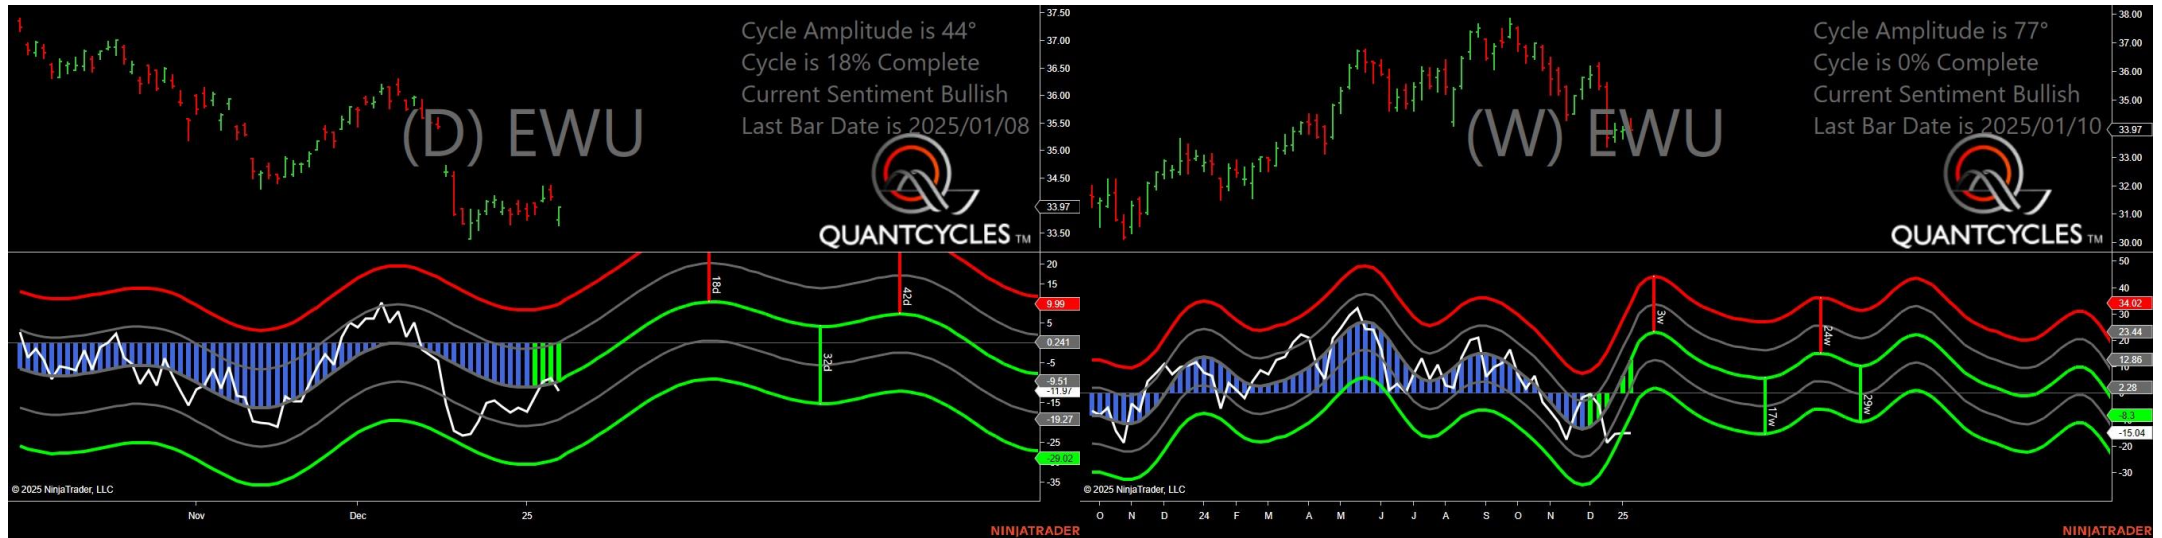 Cycle Amplitude is 44°
Cycle is 18% Complete
Current Sentiment Bullish
Last Bar Date is 2025/01/08
(D) EWU
QUANTCYCLES TM
37.50
37.00
36.50
36.00
35.50
35.00
34.50
33.97
33.50
20
15
9.99
5
0.241
-5
-9.51
-11.97
-15
-19.27
-25
-29.02
-35
18d
32d
42d
© 2025 NinjaTrader, LLC
Nov Dec 25
NINJATRADER
Cycle Amplitude is 77°
Cycle is 0% Complete
Current Sentiment Bullish
Last Bar Date is 2025/01/10
(W) EWU
QUANTCYCLES TM
38.00
37.00
36.00
35.00
33.97
33.00
32.00
31.00
30.00
50
40
34.02
30
23.44
20
12.86
2.28
-8.3
-15.04
-20
-30
3w
17w
24w
29w
© 2025 NinjaTrader, LLC
O N D 24 F M A M J J A S O N D 25
NINJATRADER